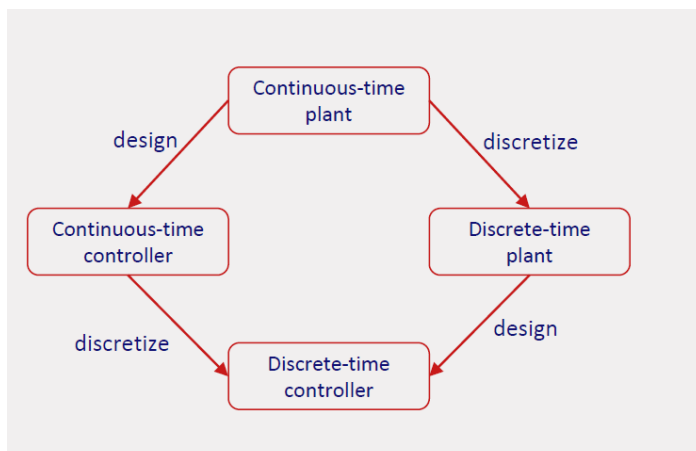 Continuous-time
plant
design
discretize
Continuous-time
controller
Discrete-time
plant
discretize
design
Discrete-time
controller